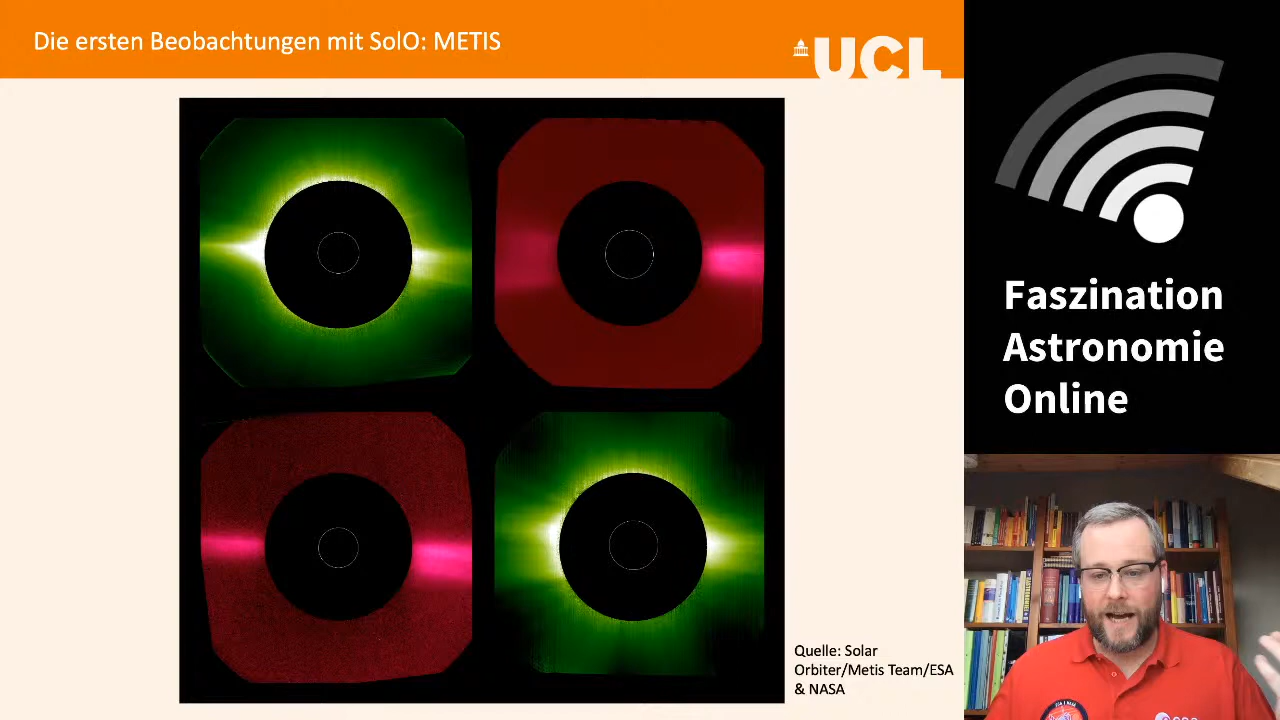 Die ersten Beobachtungen mit SolO: METIS
UCL
Quelle: Solar
Orbiter/Metis Team/ESA
& NASA
Faszination
Astronomie
Online